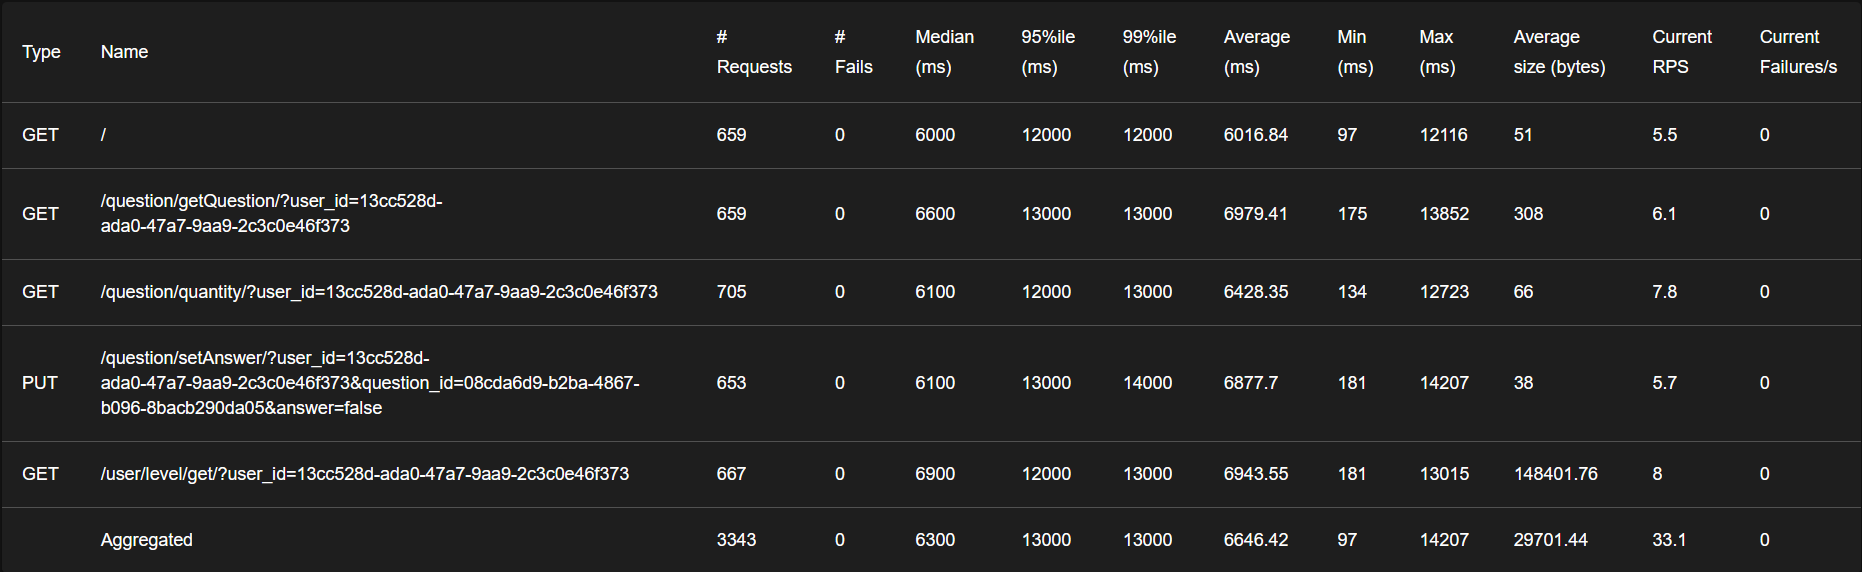 Type Name # Requests # Fails Median (ms) 95%ile (ms) 99%ile (ms) Average (ms) Min (ms) Max (ms) Average size (bytes) Current RPS Current Failures/s
GET / 659 0 6000 12000 12000 6016.84 97 12116 51 5.5 0
GET /question/getQuestion/?user_id=13cc528d-
ada0-47a7-9aa9-2c3c0e46f373 659 0 6600 13000 13000 6979.41 175 13852 308 6.1 0
GET /question/quantity/?user_id=13cc528d-ada0-47a7-9aa9-2c3c0e46f373 705 0 6100 12000 13000 6428.35 134 12723 66 7.8 0
PUT /question/setAnswer/?user_id=13cc528d-
ada0-47a7-9aa9-2c3c0e46f373&question_id=08cda6d9-b2ba-4867-
b096-8bacb290da05&answer=false 653 0 6100 13000 14000 6877.7 181 14207 38 5.7 0
GET /user/level/get/?user_id=13cc528d-ada0-47a7-9aa9-2c3c0e46f373 667 0 6900 12000 13000 6943.55 181 13015 148401.76 8 0
Aggregated 3343 0 6300 13000 13000 6646.42 97 14207 29701.44 33.1 0